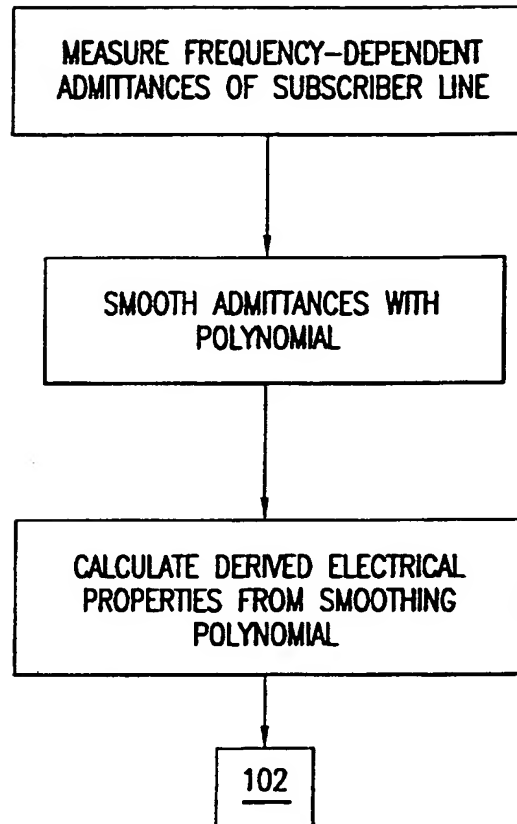 MEASURE FREQUENCY-DEPENDENT
ADMITTANCES OF SUBSCRIBER LINE
SMOOTH ADMITTANCES WITH
POLYNOMIAL
CALCULATE DERIVED ELECTRICAL
PROPERTIES FROM SMOOTHING
POLYNOMIAL
102